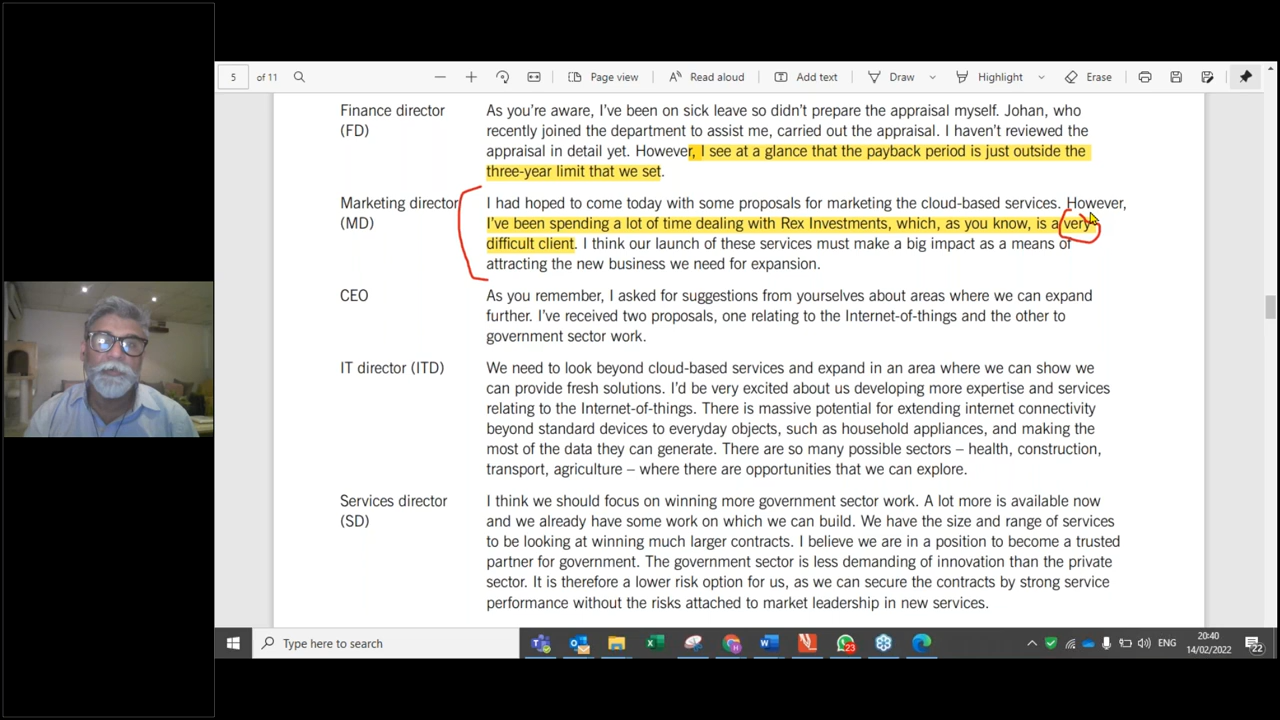 5 of 11 Page view Read aloud Add text Draw Highlight Erase
Finance director As you're aware, I've been on sick leave so didn't prepare the appraisal myself. Johan, who
(FD) recently joined the department to assist me, carried out the appraisal. I haven't reviewed the
appraisal in detail yet. However, I see at a glance that the payback period is just outside the
three-year limit that we set.
Marketing director I had hoped to come today with some proposals for marketing the cloud-based services. However,
(MD) I've been spending a lot of time dealing with Rex Investments, which, as you know, is a very
difficult client. I think our launch of these services must make a big impact as a means of
attracting the new business we need for expansion.
CEO As you remember, I asked for suggestions from yourselves about areas where we can expand
further. I've received two proposals, one relating to the Internet-of-things and the other to
government sector work.
IT director (ITD) We need to look beyond cloud-based services and expand in an area where we can show we
can provide fresh solutions. I'd be very excited about us developing more expertise and services
relating to the Internet-of-things. There is massive potential for extending internet connectivity
beyond standard devices to everyday objects, such as household appliances, and making the
most of the data they can generate. There are so many possible sectors – health, construction,
transport, agriculture – where there are opportunities that we can explore.
Services director I think we should focus on winning more government sector work. A lot more is available now
(SD) and we already have some work on which we can build. We have the size and range of services
to be looking at winning much larger contracts. I believe we are in a position to become a trusted
partner for government. The government sector is less demanding of innovation than the private
sector. It is therefore a lower risk option for us, as we can secure the contracts by strong service
performance without the risks attached to market leadership in new services.
Type here to search 23 ENG 20:40
14/02/2022 22